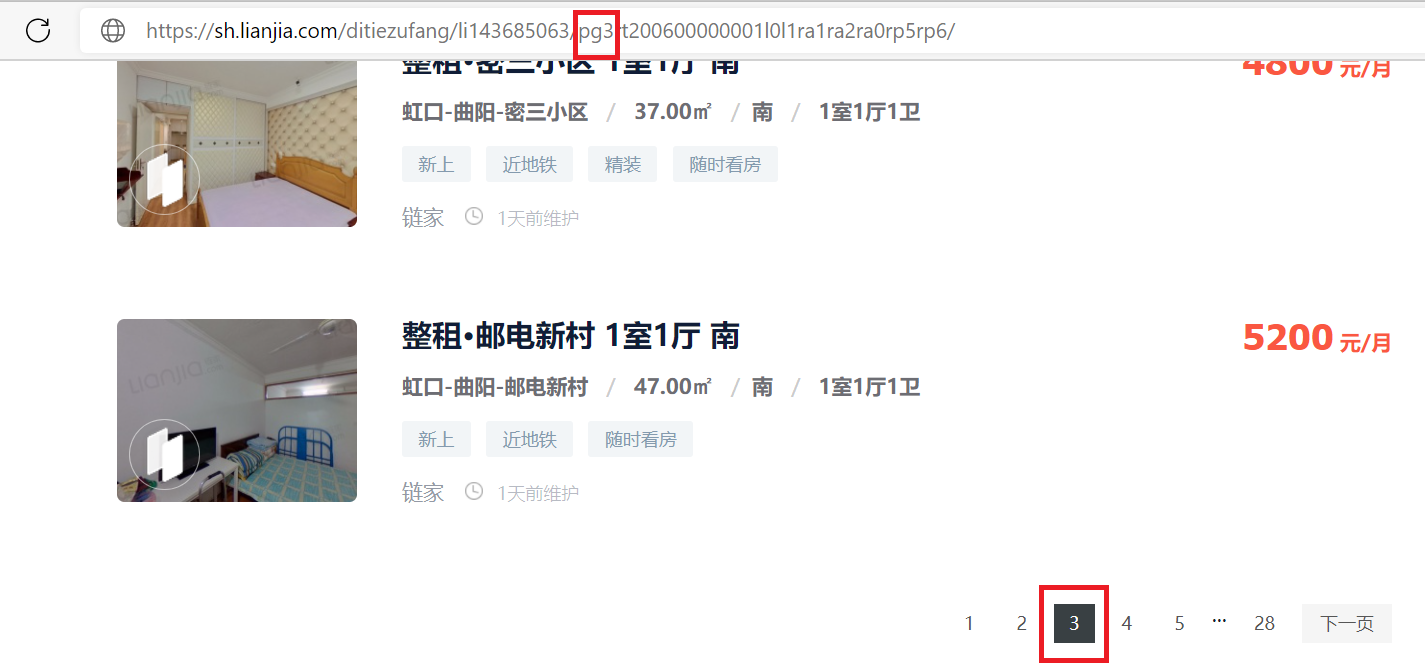 https://sh.lianjia.com/ditiezufang/li143685063/pg3rt200600000001l0l1ra1ra2ra0rp5rp6/
整租·密三小区 1室1厅 南
4800 元/月
虹口-曲阳-密三小区 / 37.00㎡ / 南 / 1室1厅1卫
新上 近地铁 精装 随时看房
链家 1天前维护
整租·邮电新村 1室1厅 南
5200 元/月
虹口-曲阳-邮电新村 / 47.00㎡ / 南 / 1室1厅1卫
新上 近地铁 随时看房
链家 1天前维护
Lianjia
1 2 3 4 5 ... 28 下一页